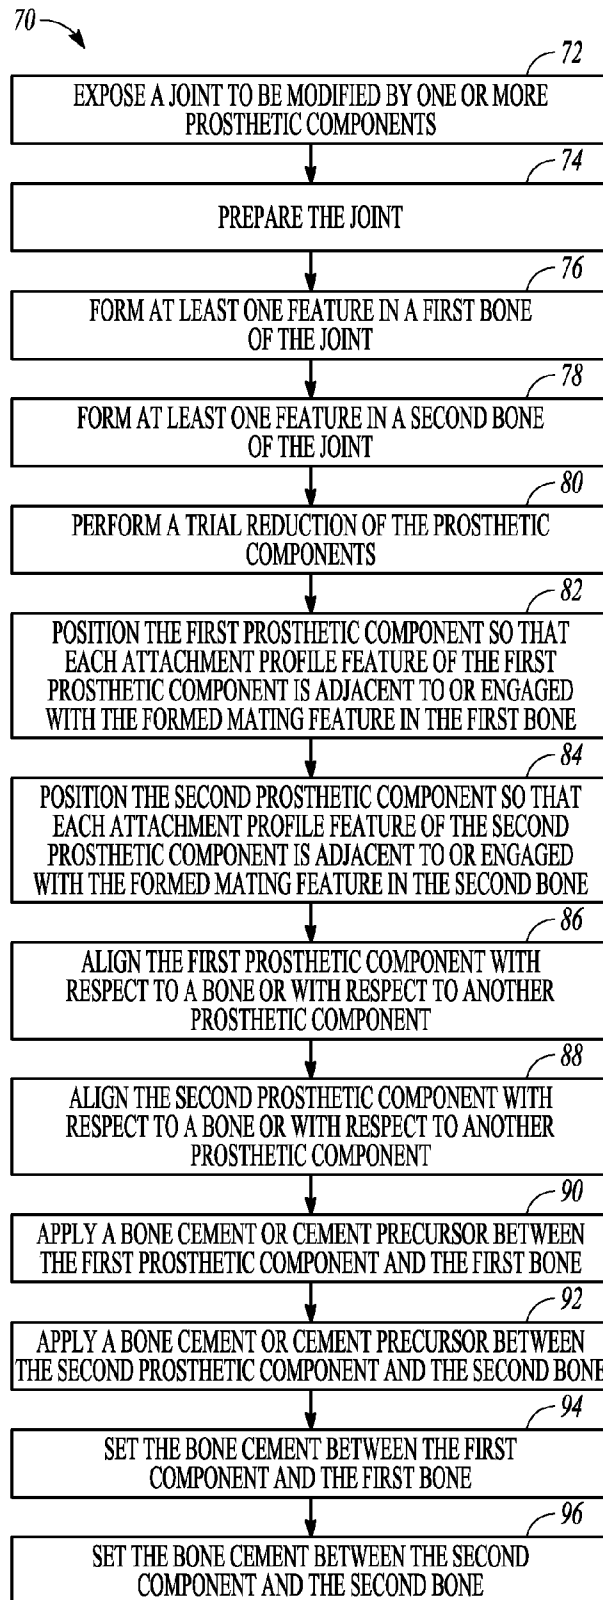 70
72
EXPOSE A JOINT TO BE MODIFIED BY ONE OR MORE
PROSTHETIC COMPONENTS
74
PREPARE THE JOINT
76
FORM AT LEAST ONE FEATURE IN A FIRST BONE
OF THE JOINT
78
FORM AT LEAST ONE FEATURE IN A SECOND BONE
OF THE JOINT
80
PERFORM A TRIAL REDUCTION OF THE PROSTHETIC
COMPONENTS
82
POSITION THE FIRST PROSTHETIC COMPONENT SO THAT
EACH ATTACHMENT PROFILE FEATURE OF THE FIRST
PROSTHETIC COMPONENT IS ADJACENT TO OR ENGAGED
WITH THE FORMED MATING FEATURE IN THE FIRST BONE
84
POSITION THE SECOND PROSTHETIC COMPONENT SO THAT
EACH ATTACHMENT PROFILE FEATURE OF THE SECOND
PROSTHETIC COMPONENT IS ADJACENT TO OR ENGAGED
WITH THE FORMED MATING FEATURE IN THE SECOND BONE
86
ALIGN THE FIRST PROSTHETIC COMPONENT WITH
RESPECT TO A BONE OR WITH RESPECT TO ANOTHER
PROSTHETIC COMPONENT
88
ALIGN THE SECOND PROSTHETIC COMPONENT WITH
RESPECT TO A BONE OR WITH RESPECT TO ANOTHER
PROSTHETIC COMPONENT
90
APPLY A BONE CEMENT OR CEMENT PRECURSOR BETWEEN
THE FIRST PROSTHETIC COMPONENT AND THE FIRST BONE
92
APPLY A BONE CEMENT OR CEMENT PRECURSOR BETWEEN
THE SECOND PROSTHETIC COMPONENT AND THE SECOND BONE
94
SET THE BONE CEMENT BETWEEN THE FIRST
COMPONENT AND THE FIRST BONE
96
SET THE BONE CEMENT BETWEEN THE SECOND
COMPONENT AND THE SECOND BONE